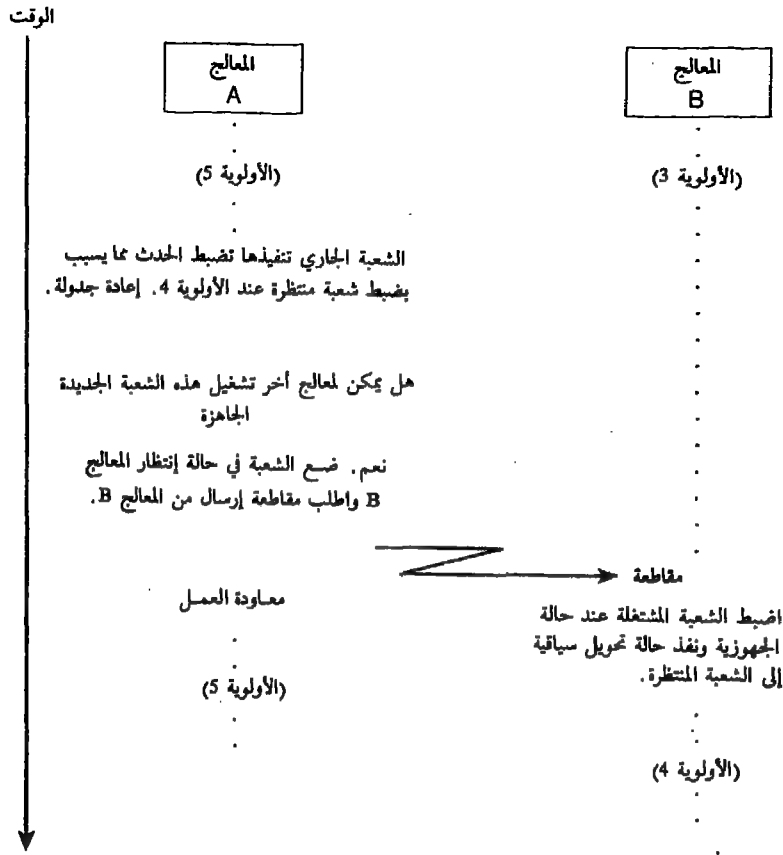 الوقت
المعالج
A
المعالج
B
(الأولوية 5)
(الأولوية 3)
الشعبة الجاري تنفيذها تضبط الحدث مما يسبب
بضبط شعبة منتظرة عند الأولوية 4. إعادة جدولة.
هل يمكن لمعالج أخر تشغيل هذه الشعبة الجديدة
الجاهزة
نعم. ضع الشعبة في حالة إنتظار المعالج
B واطلب مقاطعة إرسال من المعالج B.
مقاطعة
معاودة العمل
اضبط الشعبة المشتغلة عند حالة
الجهوزية ونفذ حالة تحويل سياقية
إلى الشعبة المنتظرة.
(الأولوية 5)
(الأولوية 4)